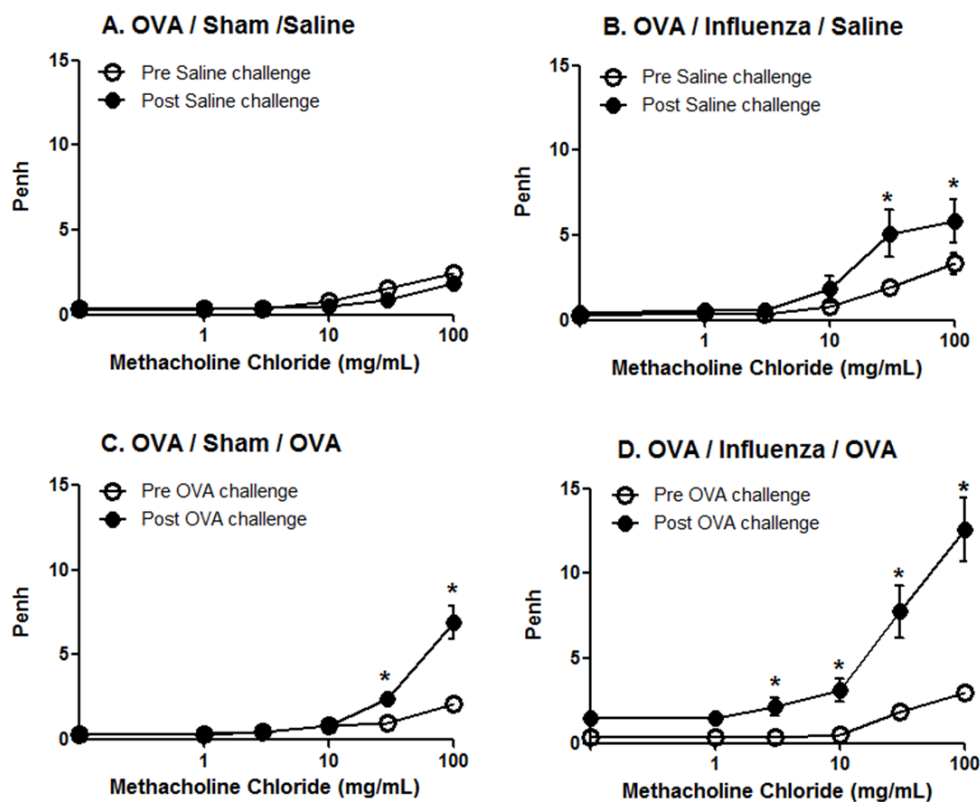 A. OVA / Sham /Saline
Pre Saline challenge
Post Saline challenge
15
10
5
0
Penh
1
10
100
Methacholine Chloride (mg/mL)
B. OVA / Influenza / Saline
Pre Saline challenge
Post Saline challenge
15
10
5
0
Penh
*
*
1
10
100
Methacholine Chloride (mg/mL)
C. OVA / Sham / OVA
Pre OVA challenge
Post OVA challenge
15
10
5
0
Penh
*
*
1
10
100
Methacholine Chloride (mg/mL)
D. OVA / Influenza / OVA
Pre OVA challenge
Post OVA challenge
15
10
5
0
Penh
*
*
*
*
1
10
100
Methacholine Chloride (mg/mL)